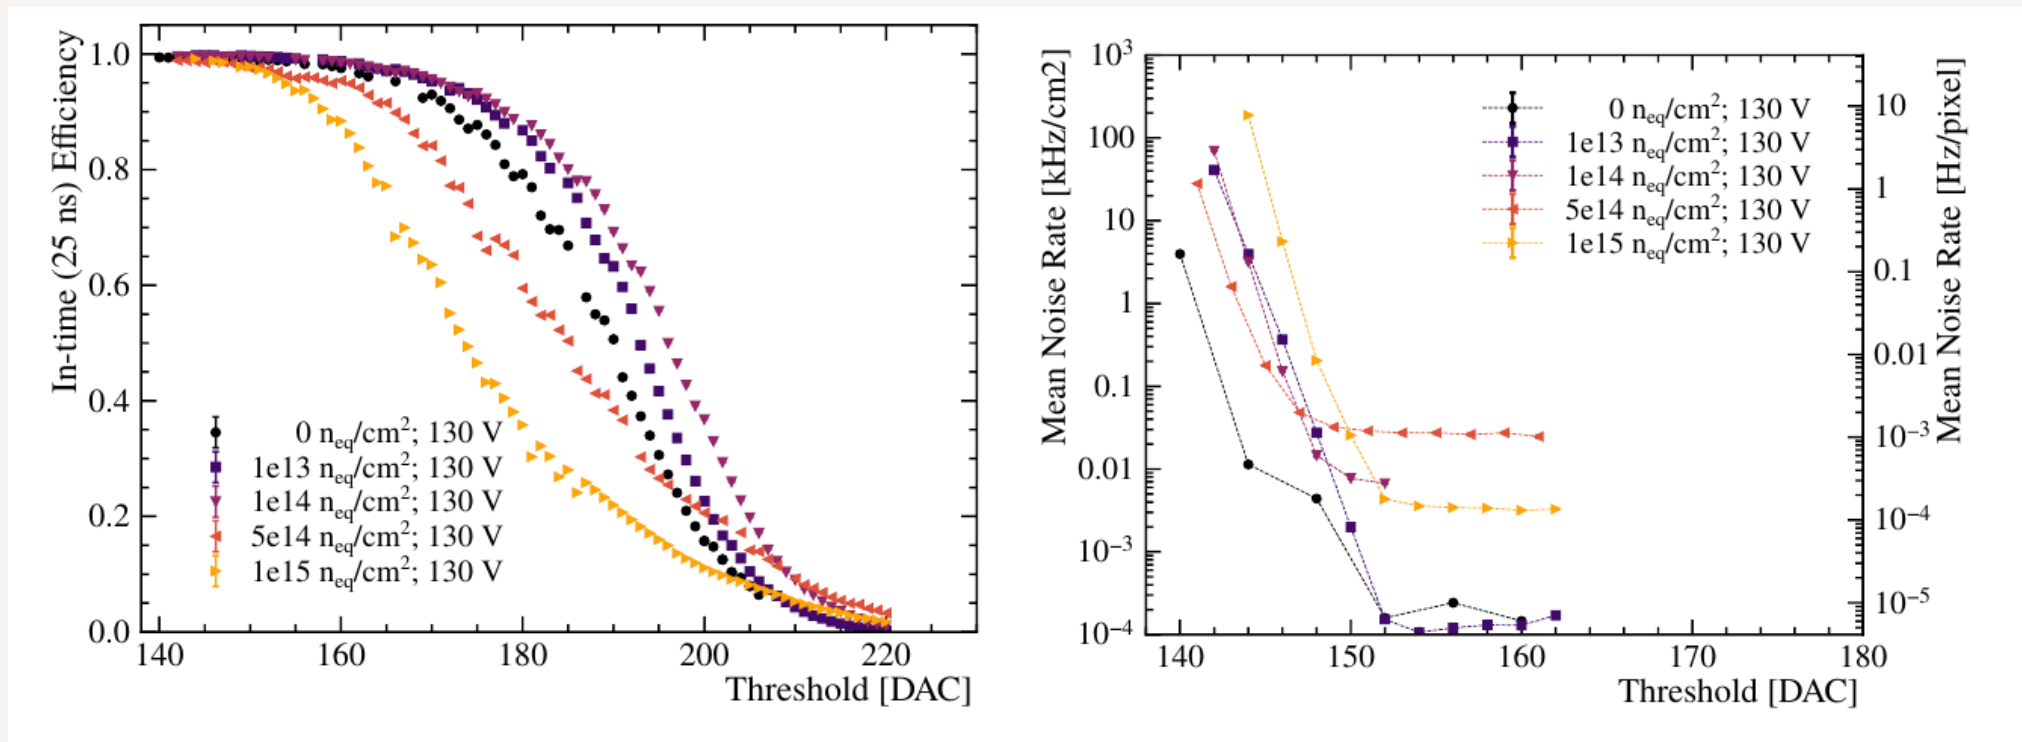 In-time (25 ns) Efficiency
1.0
0.8
0.6
0.4
0.2
0.0
0 n_eq/cm²; 130 V
1e13 n_eq/cm²; 130 V
1e14 n_eq/cm²; 130 V
5e14 n_eq/cm²; 130 V
1e15 n_eq/cm²; 130 V
140 160 180 200 220
Threshold [DAC]
Mean Noise Rate [kHz/cm2]
10³
100
10
1
0.1
0.01
10⁻³
10⁻⁴
0 n_eq/cm²; 130 V
1e13 n_eq/cm²; 130 V
1e14 n_eq/cm²; 130 V
5e14 n_eq/cm²; 130 V
1e15 n_eq/cm²; 130 V
10
1
0.1
0.01
10⁻³
10⁻⁴
10⁻⁵
Mean Noise Rate [Hz/pixel]
140 150 160 170 180
Threshold [DAC]